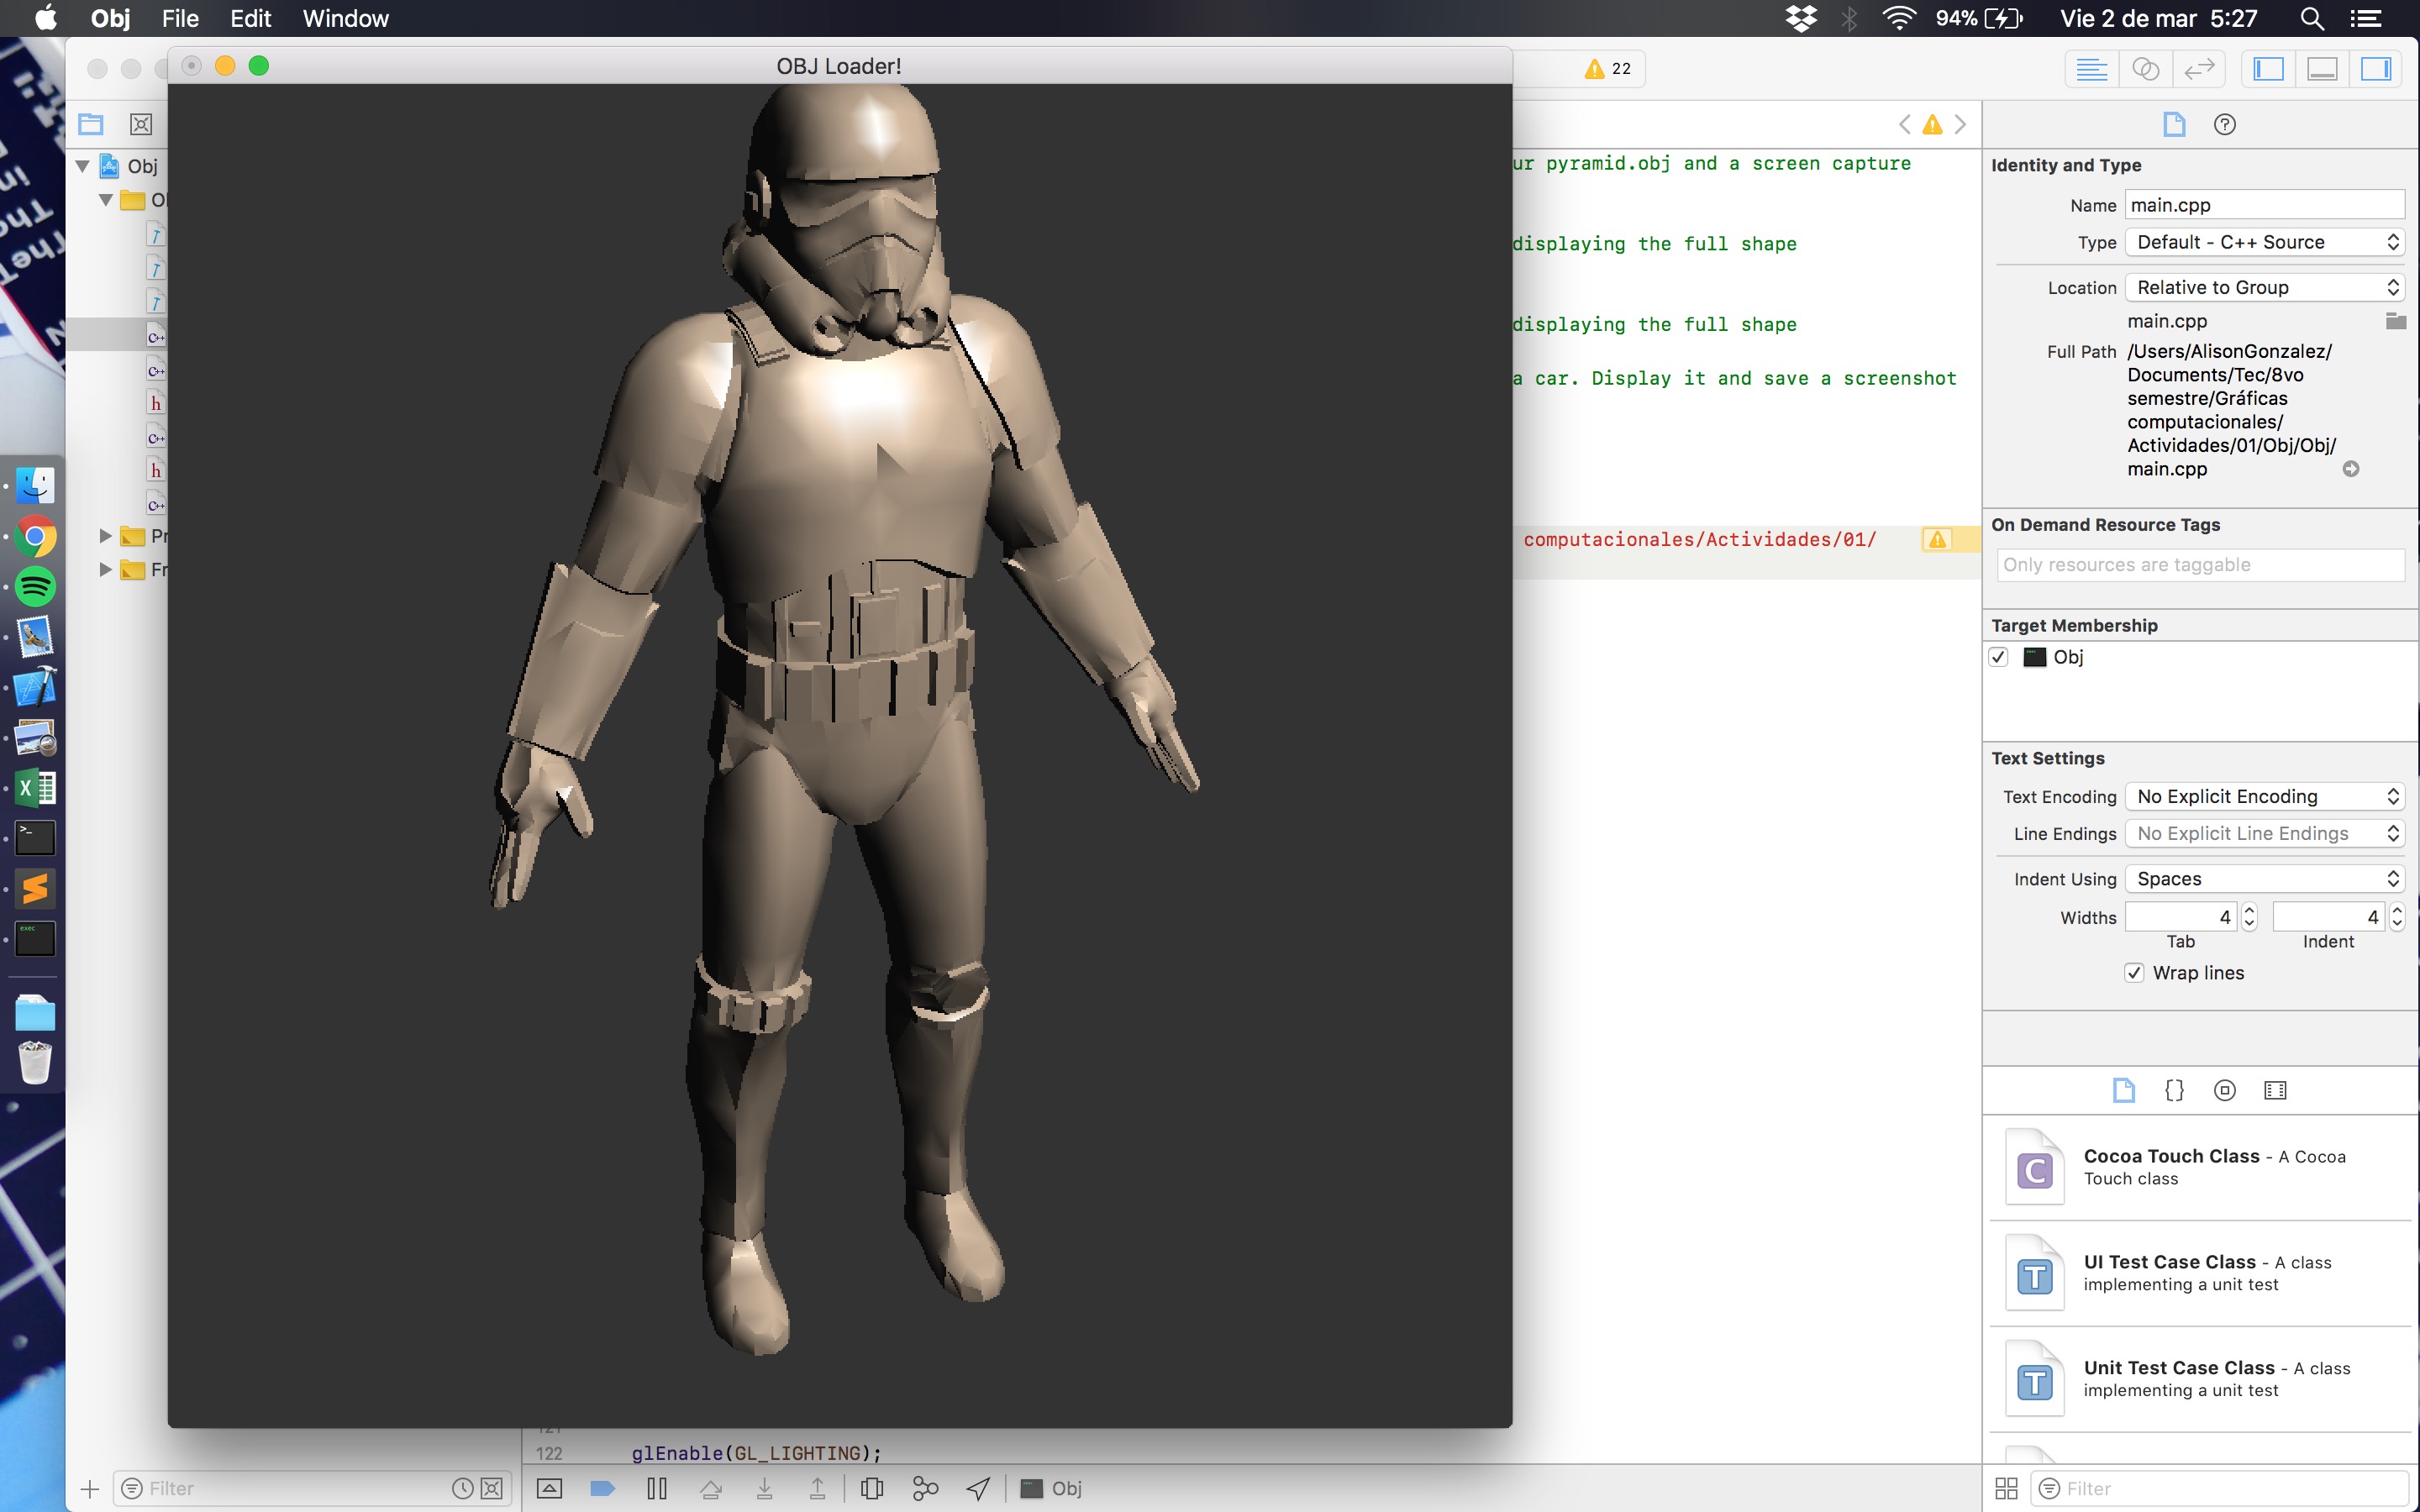 Obj File Edit Window
94% Vie 2 de mar 5:27
OBJ Loader!
22
Obj
ur pyramid.obj and a screen capture
displaying the full shape
displaying the full shape
a car. Display it and save a screenshot
computacionales/Actividades/01/
121
122 glEnable(GL_LIGHTING);
Filter
Obj
Identity and Type
Name main.cpp
Type Default - C++ Source
Location Relative to Group
main.cpp
Full Path /Users/AlisonGonzalez/
Documents/Tec/8vo
semestre/Gráficas
computacionales/
Actividades/01/Obj/Obj/
main.cpp
On Demand Resource Tags
Only resources are taggable
Target Membership
Obj
Text Settings
Text Encoding No Explicit Encoding
Line Endings No Explicit Line Endings
Indent Using Spaces
Widths 4 4
Tab Indent
Wrap lines
Cocoa Touch Class - A Cocoa
Touch class
UI Test Case Class - A class
implementing a unit test
Unit Test Case Class - A class
implementing a unit test
Filter